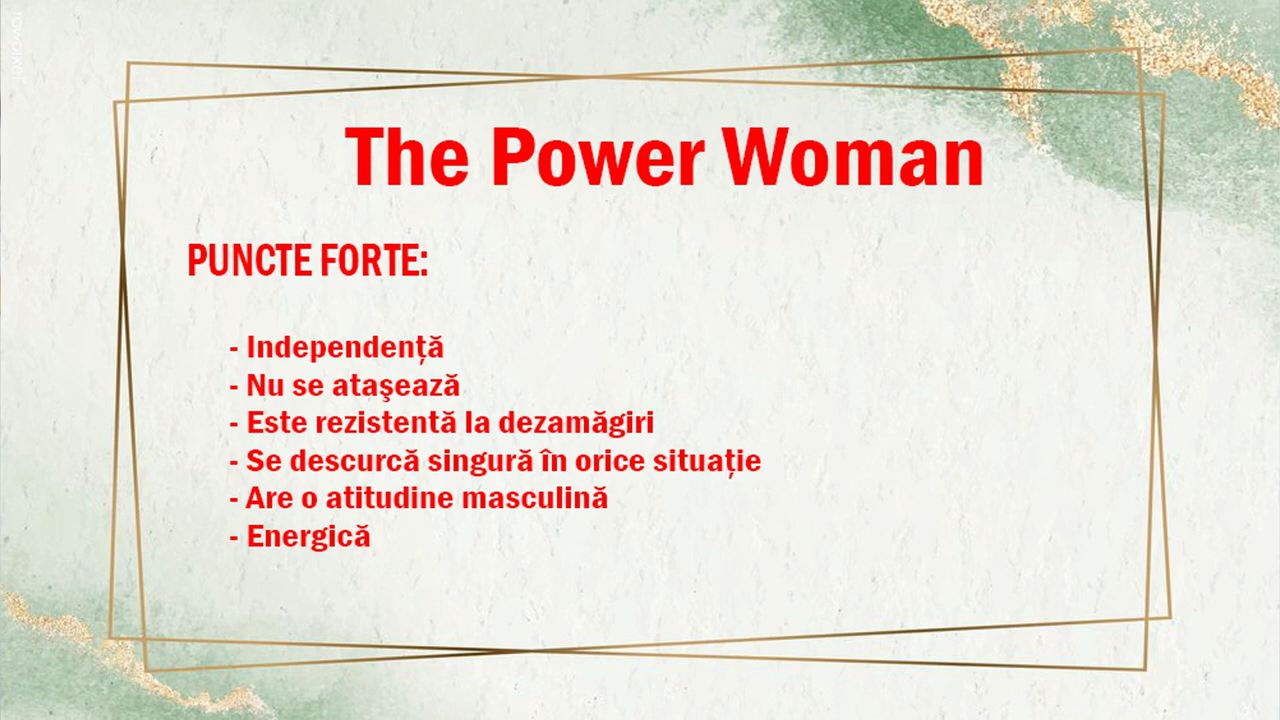 The Power Woman
PUNCTE FORTE:
- Independență
- Nu se ataşează
- Este rezistentă la dezamăgiri
- Se descurcă singură în orice situație
- Are o atitudine masculină
- Energică